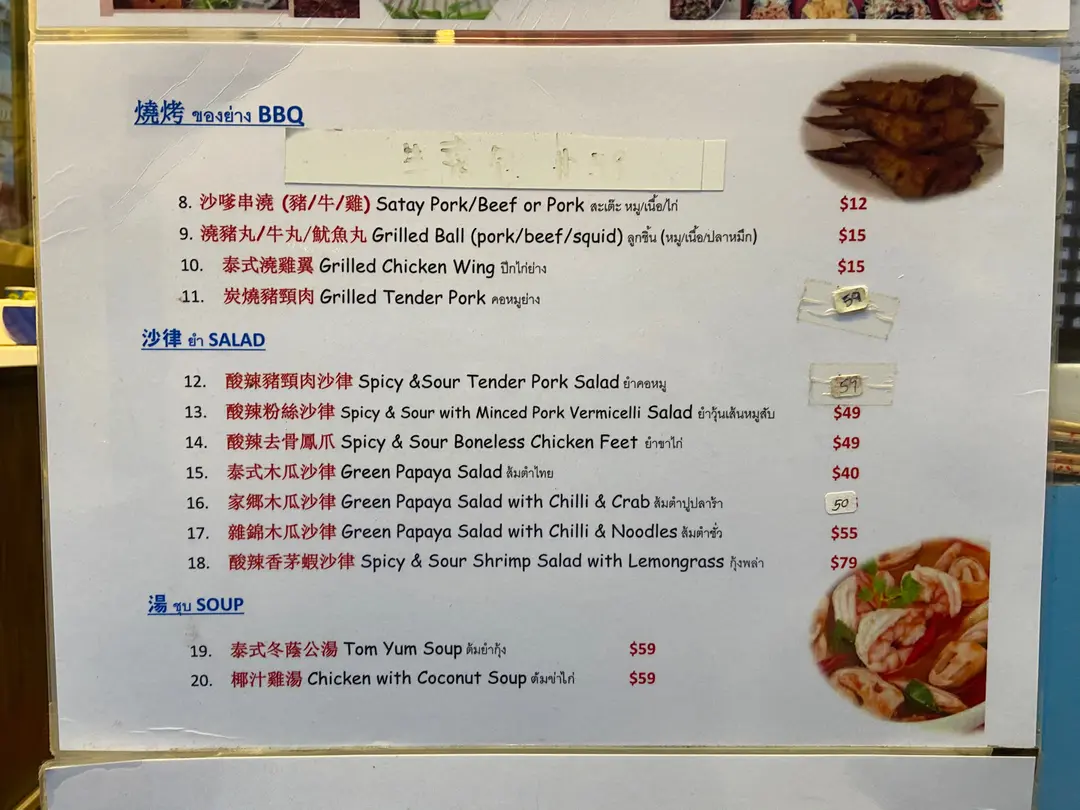 燒烤 ของย่าง BBQ
8. 沙嗲串澆 (豬/牛/雞) Satay Pork/Beef or Pork สะเต๊ะ หมู/เนื้อ/ไก่ $12
9. 澆豬丸/牛丸/魷魚丸 Grilled Ball (pork/beef/squid) ลูกชิ้น (หมู/เนื้อ/ปลาหมึก) $15
10. 泰式澆雞翼 Grilled Chicken Wing ปีกไก่ย่าง $15
11. 炭燒豬頸肉 Grilled Tender Pork คอหมูย่าง 59
沙律 ยำ SALAD
12. 酸辣豬頸肉沙律 Spicy &Sour Tender Pork Salad ยำคอหมู 59
13. 酸辣粉絲沙律 Spicy & Sour with Minced Pork Vermicelli Salad ยำวุ้นเส้นหมูสับ $49
14. 酸辣去骨鳳爪 Spicy & Sour Boneless Chicken Feet ยำขาไก่ $49
15. 泰式木瓜沙律 Green Papaya Salad ส้มตำไทย $40
16. 家鄉木瓜沙律 Green Papaya Salad with Chilli & Crab ส้มตำปูปลาร้า 50
17. 雜錦木瓜沙律 Green Papaya Salad with Chilli & Noodles ส้มตำซั่ว $55
18. 酸辣香茅蝦沙律 Spicy & Sour Shrimp Salad with Lemongrass กุ้งพล่า $79
湯 ซุบ SOUP
19. 泰式冬蔭公湯 Tom Yum Soup ต้มยำกุ้ง $59
20. 椰汁雞湯 Chicken with Coconut Soup ต้มข่าไก่ $59